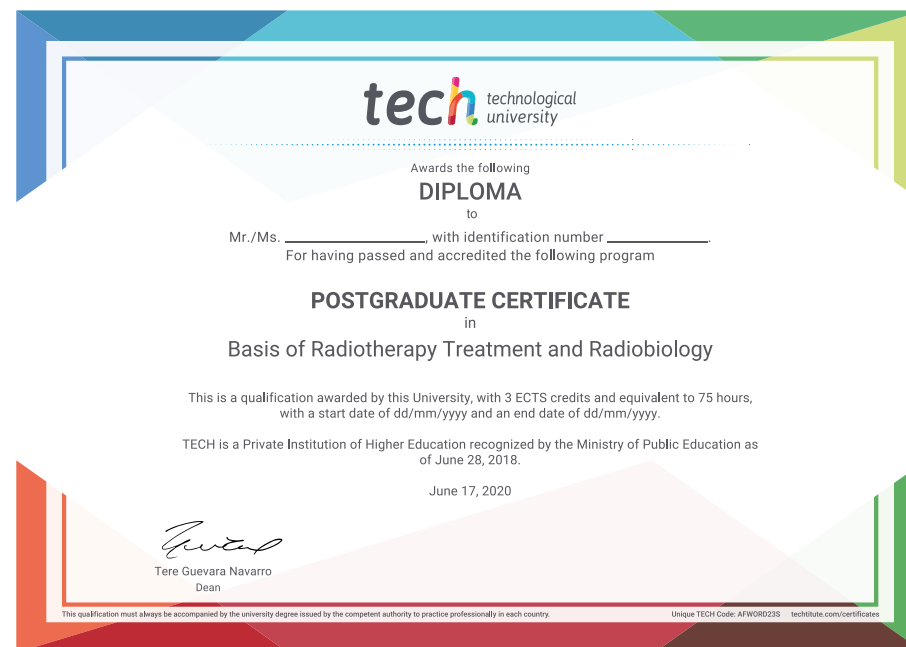 tech technological
university
Awards the following
DIPLOMA
to
Mr./Ms. ____________________, with identification number ______________.
For having passed and accredited the following program
POSTGRADUATE CERTIFICATE
in
Basis of Radiotherapy Treatment and Radiobiology
This is a qualification awarded by this University, with 3 ECTS credits and equivalent to 75 hours,
with a start date of dd/mm/yyyy and an end date of dd/mm/yyyy.
TECH is a Private Institution of Higher Education recognized by the Ministry of Public Education as
of June 28, 2018.
June 17, 2020
Tere Guevara Navarro
Dean
This qualification must always be accompanied by the university degree issued by the competent authority to practice professionally in each country. Unique TECH Code: AFWORD23S techtitute.com/certificates